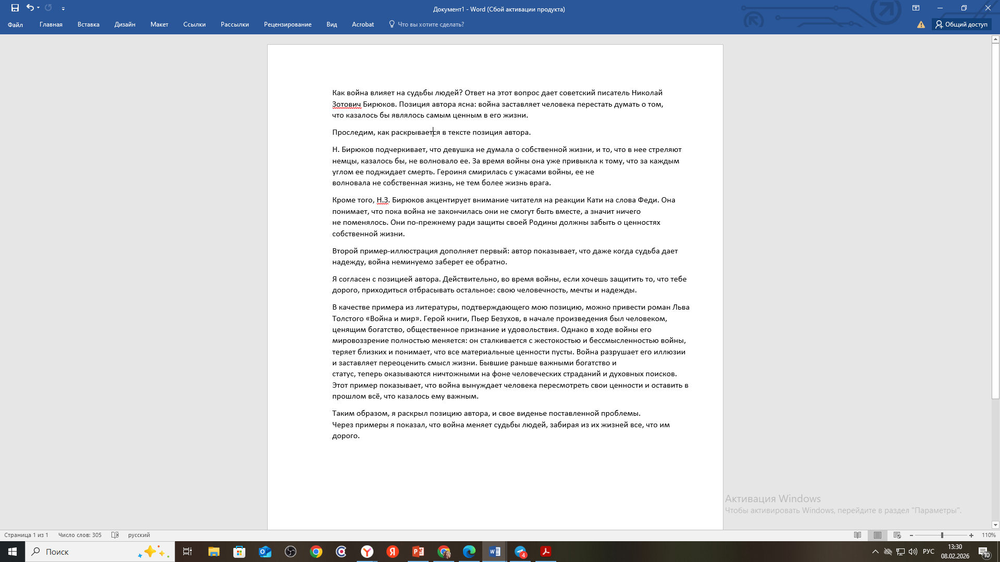 Документ1 - Word (Сбой активации продукта)
Файл Главная Вставка Дизайн Макет Ссылки Рассылки Рецензирование Вид Acrobat Что вы хотите сделать? Общий доступ
Как война влияет на судьбы людей? Ответ на этот вопрос дает советский писатель Николай
Зотович Бирюков. Позиция автора ясна: война заставляет человека перестать думать о том,
что казалось бы являлось самым ценным в его жизни.
Проследим, как раскрывается в тексте позиция автора.
Н. Бирюков подчеркивает, что девушка не думала о собственной жизни, и то, что в нее стреляют
немцы, казалось бы, не волновало ее. За время войны она уже привыкла к тому, что за каждым
углом ее поджидает смерть. Героиня смирилась с ужасами войны, ее не
волновала не собственная жизнь, не тем более жизнь врага.
Кроме того, Н.З. Бирюков акцентирует внимание читателя на реакции Кати на слова Феди. Она
понимает, что пока война не закончилась они не смогут быть вместе, а значит ничего
не поменялось. Они по-прежнему ради защиты своей Родины должны забыть о ценностях
собственной жизни.
Второй пример-иллюстрация дополняет первый: автор показывает, что даже когда судьба дает
надежду, война неминуемо заберет ее обратно.
Я согласен с позицией автора. Действительно, во время войны, если хочешь защитить то, что тебе
дорого, приходиться отбрасывать остальное: свою человечность, мечты и надежды.
В качестве примера из литературы, подтверждающего мою позицию, можно привести роман Льва
Толстого «Война и мир». Герой книги, Пьер Безухов, в начале произведения был человеком,
ценящим богатство, общественное признание и удовольствия. Однако в ходе войны его
мировоззрение полностью меняется: он сталкивается с жестокостью и бессмысленностью войны,
теряет близких и понимает, что все материальные ценности пусты. Война разрушает его иллюзии
и заставляет переоценить смысл жизни. Бывшие раньше важными богатство и
статус, теперь оказываются ничтожными на фоне человеческих страданий и духовных поисков.
Этот пример показывает, что война вынуждает человека пересмотреть свои ценности и оставить в
прошлом всё, что казалось ему важным.
Таким образом, я раскрыл позицию автора, и свое виденье поставленной проблемы.
Через примеры я показал, что война меняет судьбы людей, забирая из их жизней все, что им
дорого.
Активация Windows
Чтобы активировать Windows, перейдите в раздел "Параметры".
Страница 1 из 1 Число слов: 305 русский 110%
Поиск
РУС
13:30
08.02.2026
4
10